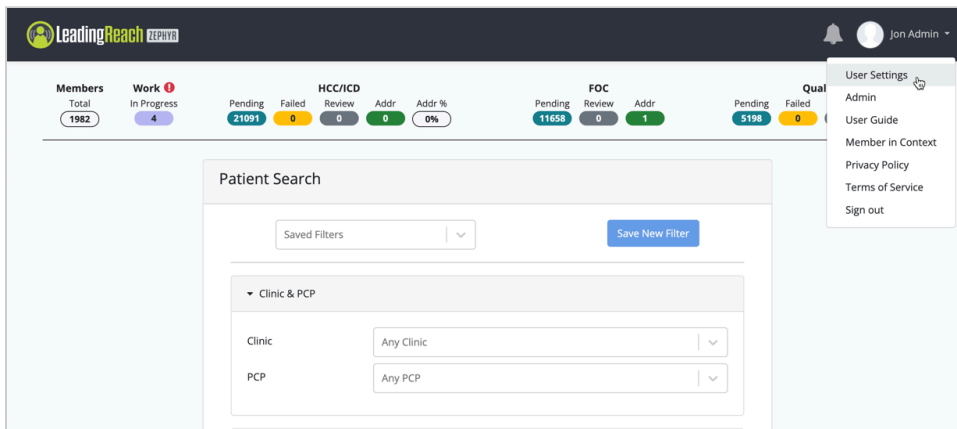 LeadingReach ZEPHYR
Jon Admin
User Settings
Admin
User Guide
Member in Context
Privacy Policy
Terms of Service
Sign out
Members Work HCC/ICD FOC
Total In Progress Pending Failed Review Addr Addr % Pending Review Addr Pending Failed
1982 4 21091 0 0 0 0% 11658 0 1 5198 0
Patient Search
Saved Filters Save New Filter
Clinic & PCP
Clinic Any Clinic
PCP Any PCP